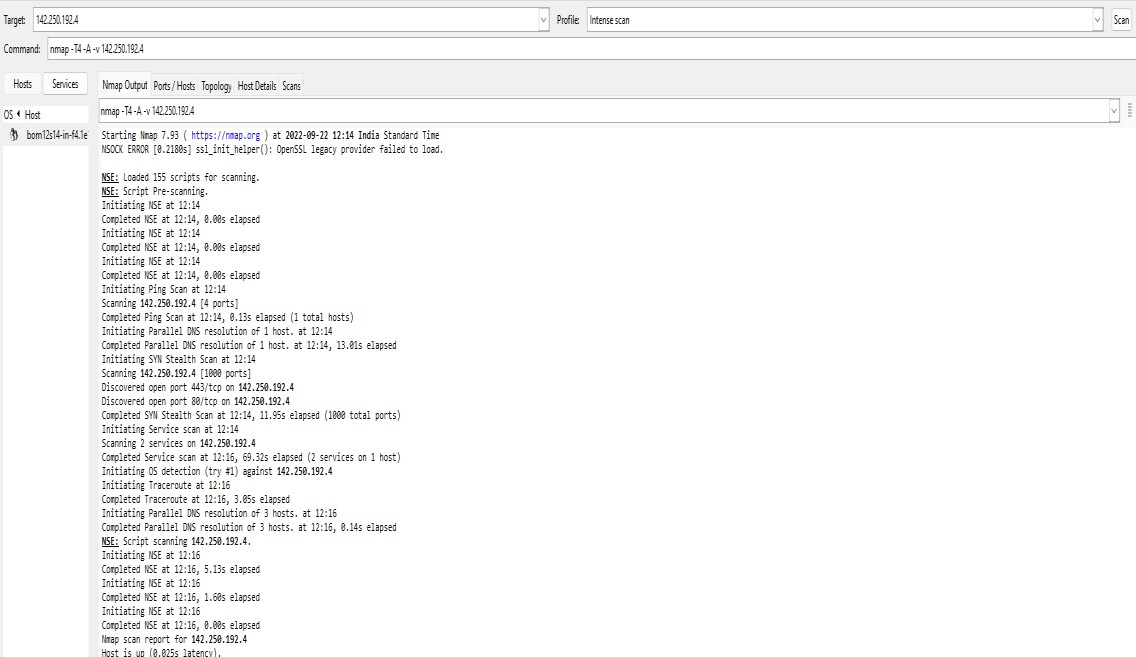 Target: 142.250.192.4 Profile: Intense scan Scan
Command: nmap -T4 -A -v 142.250.192.4
Hosts Services Nmap Output Ports / Hosts Topology Host Details Scans
OS Host
nmap -T4 -A -v 142.250.192.4
bom12s14-in-f4.1e
Starting Nmap 7.93 ( https://nmap.org ) at 2022-09-22 12:14 India Standard Time
NSOCK ERROR [0.2180s] ssl_init_helper(): OpenSSL legacy provider failed to load.
NSE: Loaded 155 scripts for scanning.
NSE: Script Pre-scanning.
Initiating NSE at 12:14
Completed NSE at 12:14, 0.00s elapsed
Initiating NSE at 12:14
Completed NSE at 12:14, 0.00s elapsed
Initiating NSE at 12:14
Completed NSE at 12:14, 0.00s elapsed
Initiating Ping Scan at 12:14
Scanning 142.250.192.4 [4 ports]
Completed Ping Scan at 12:14, 0.13s elapsed (1 total hosts)
Initiating Parallel DNS resolution of 1 host. at 12:14
Completed Parallel DNS resolution of 1 host. at 12:14, 13.01s elapsed
Initiating SYN Stealth Scan at 12:14
Scanning 142.250.192.4 [1000 ports]
Discovered open port 443/tcp on 142.250.192.4
Discovered open port 80/tcp on 142.250.192.4
Completed SYN Stealth Scan at 12:14, 11.95s elapsed (1000 total ports)
Initiating Service scan at 12:14
Scanning 2 services on 142.250.192.4
Completed Service scan at 12:16, 69.32s elapsed (2 services on 1 host)
Initiating OS detection (try #1) against 142.250.192.4
Initiating Traceroute at 12:16
Completed Traceroute at 12:16, 3.05s elapsed
Initiating Parallel DNS resolution of 3 hosts. at 12:16
Completed Parallel DNS resolution of 3 hosts. at 12:16, 0.14s elapsed
NSE: Script scanning 142.250.192.4.
Initiating NSE at 12:16
Completed NSE at 12:16, 5.13s elapsed
Initiating NSE at 12:16
Completed NSE at 12:16, 1.60s elapsed
Initiating NSE at 12:16
Completed NSE at 12:16, 0.00s elapsed
Nmap scan report for 142.250.192.4
Host is up (0.025s latency).